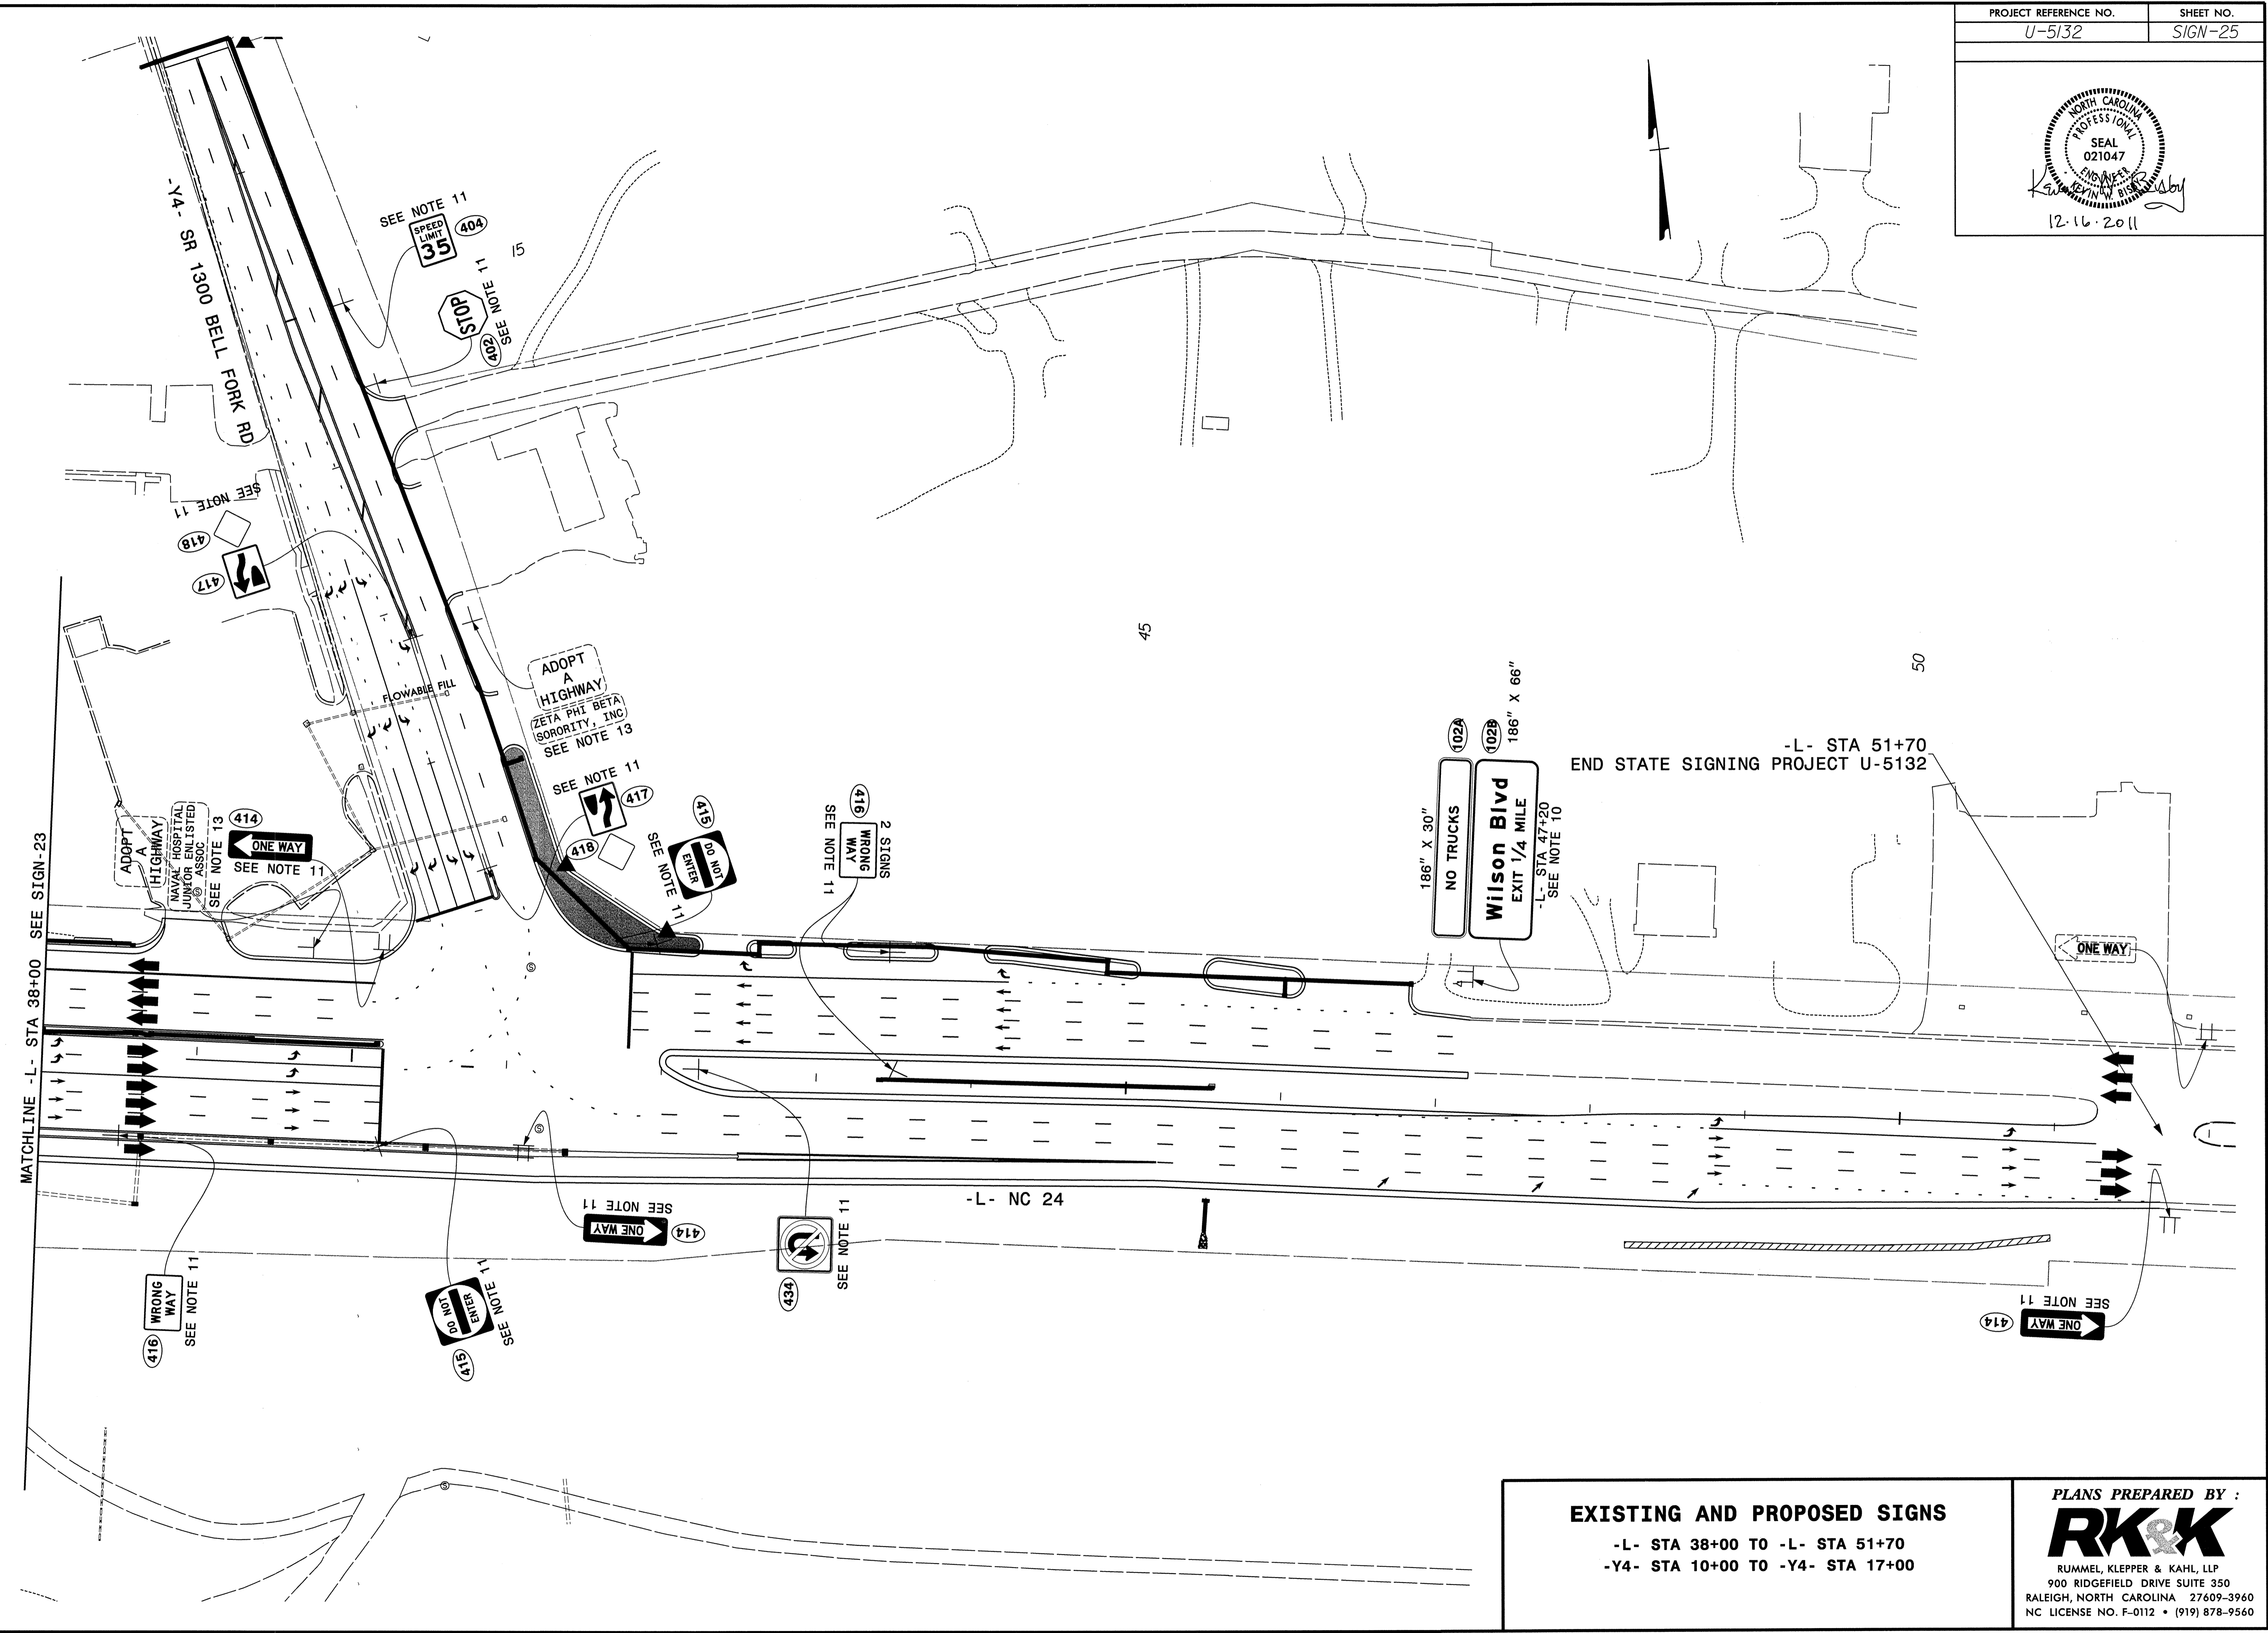 PROJECT REFERENCE NO.
SHEET NO.
U-5132
SIGN-25
NORTH CAROLINA
PROFESSIONAL
SEAL
021047
ENGINEER
KEVIN W. BISBY
12.16.2011
-Y4- SR 1300 BELL FORK RD
SEE NOTE 11
SPEED
LIMIT
35
404
15
STOP
402
SEE NOTE 11
SEE NOTE 11
418
417
FLOWABLE FILL
ADOPT
A
HIGHWAY
ZETA PHI BETA
SORORITY, INC
SEE NOTE 13
SEE NOTE 11
417
418
415
DO NOT
ENTER
SEE NOTE 11
416
WRONG
WAY
2 SIGNS
SEE NOTE 11
45
50
102A
102B
186" X 30"
186" X 66"
NO TRUCKS
Wilson Blvd
EXIT 1/4 MILE
-L- STA 47+20
SEE NOTE 10
-L- STA 51+70
END STATE SIGNING PROJECT U-5132
ONE WAY
ADOPT
A
HIGHWAY
NAVAL HOSPITAL
JUNIOR ENLISTED
ASSOC
SEE NOTE 13
414
ONE WAY
SEE NOTE 11
MATCHLINE -L- STA 38+00 SEE SIGN-23
S
S
S
S
-L- NC 24
SEE NOTE 11
ONE WAY
414
434
SEE NOTE 11
WRONG
WAY
416
SEE NOTE 11
DO NOT
ENTER
415
SEE NOTE 11
SEE NOTE 11
ONE WAY
414
EXISTING AND PROPOSED SIGNS
-L- STA 38+00 TO -L- STA 51+70
-Y4- STA 10+00 TO -Y4- STA 17+00
PLANS PREPARED BY :
RK&K
RUMMEL, KLEPPER & KAHL, LLP
900 RIDGEFIELD DRIVE SUITE 350
RALEIGH, NORTH CAROLINA 27609-3960
NC LICENSE NO. F-0112 • (919) 878-9560